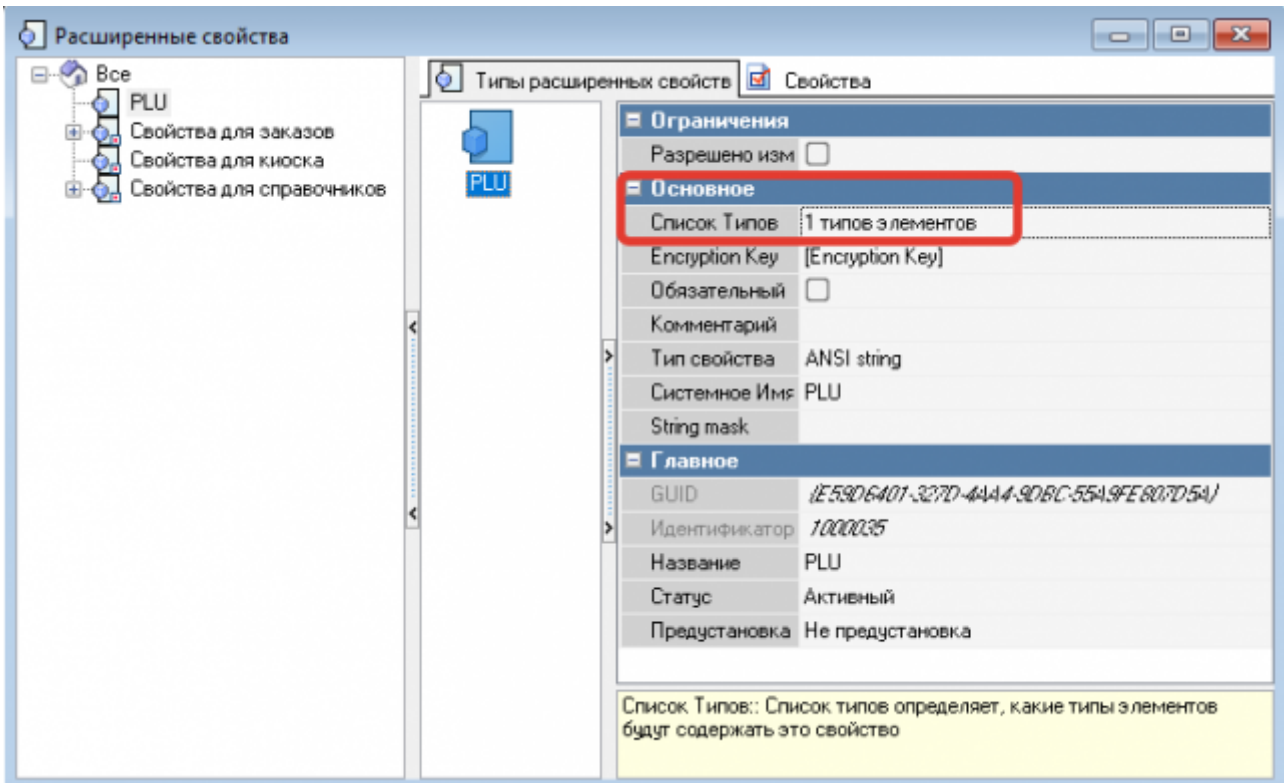 Расширенные свойства
Все
PLU
Свойства для заказов
Свойства для киоска
Свойства для справочников
Типы расширенных свойств
Свойства
PLU
Ограничения
Разрешено изм
Основное
Список Типов 1 типов элементов
Encryption Key [Encryption Key]
Обязательный
Комментарий
Тип свойства ANSI string
Системное Имя PLU
String mask
Главное
GUID {E59D6401-327D-4AA4-9DBC-55A9FE807D5A}
Идентификатор 1000035
Название PLU
Статус Активный
Предустановка Не предустановка
Список Типов:: Список типов определяет, какие типы элементов
будут содержать это свойство